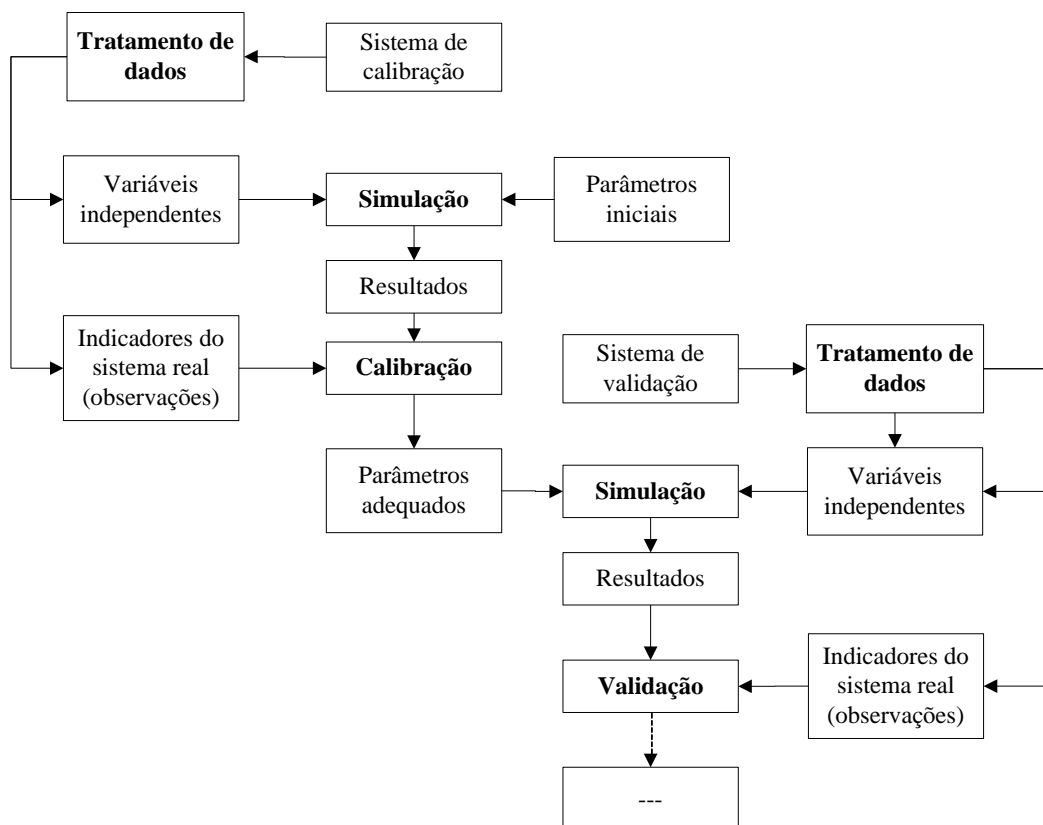 Tratamento de
dados
Sistema de
calibração
Variáveis
independentes
Simulação
Parâmetros
iniciais
Resultados
Indicadores do
sistema real
(observações)
Calibração
Sistema de
validação
Tratamento de
dados
Parâmetros
adequados
Simulação
Variáveis
independentes
Resultados
Validação
Indicadores do
sistema real
(observações)
---